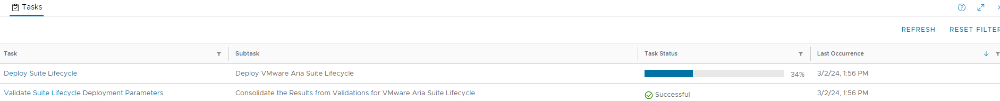 Tasks
REFRESH RESET FILTER
Task Subtask Task Status Last Occurrence
Deploy Suite Lifecycle Deploy VMware Aria Suite Lifecycle 34% 3/2/24, 1:56 PM
Validate Suite Lifecycle Deployment Parameters Consolidate the Results from Validations for VMware Aria Suite Lifecycle Successful 3/2/24, 1:56 PM